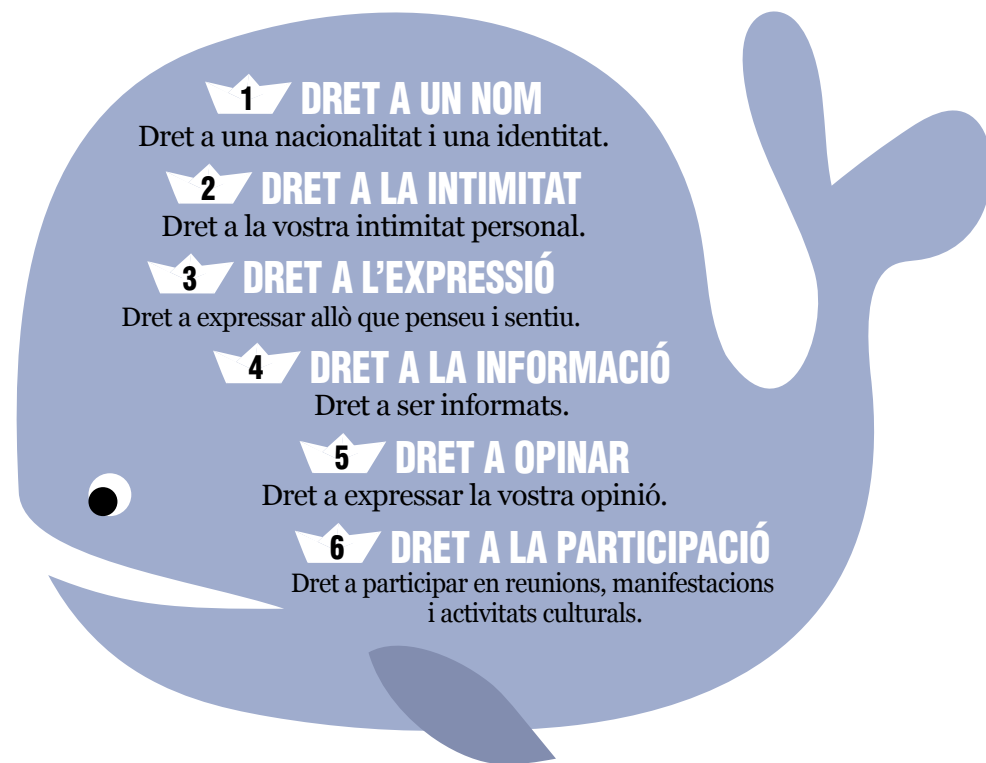 1 DRET A UN NOM
Dret a una nacionalitat i una identitat.
2 DRET A LA INTIMITAT
Dret a la vostra intimitat personal.
3 DRET A L’EXPRESSIÓ
Dret a expressar allò que penseu i sentiu.
4 DRET A LA INFORMACIÓ
Dret a ser informats.
5 DRET A OPINAR
Dret a expressar la vostra opinió.
6 DRET A LA PARTICIPACIÓ
Dret a participar en reunions, manifestacions
i activitats culturals.